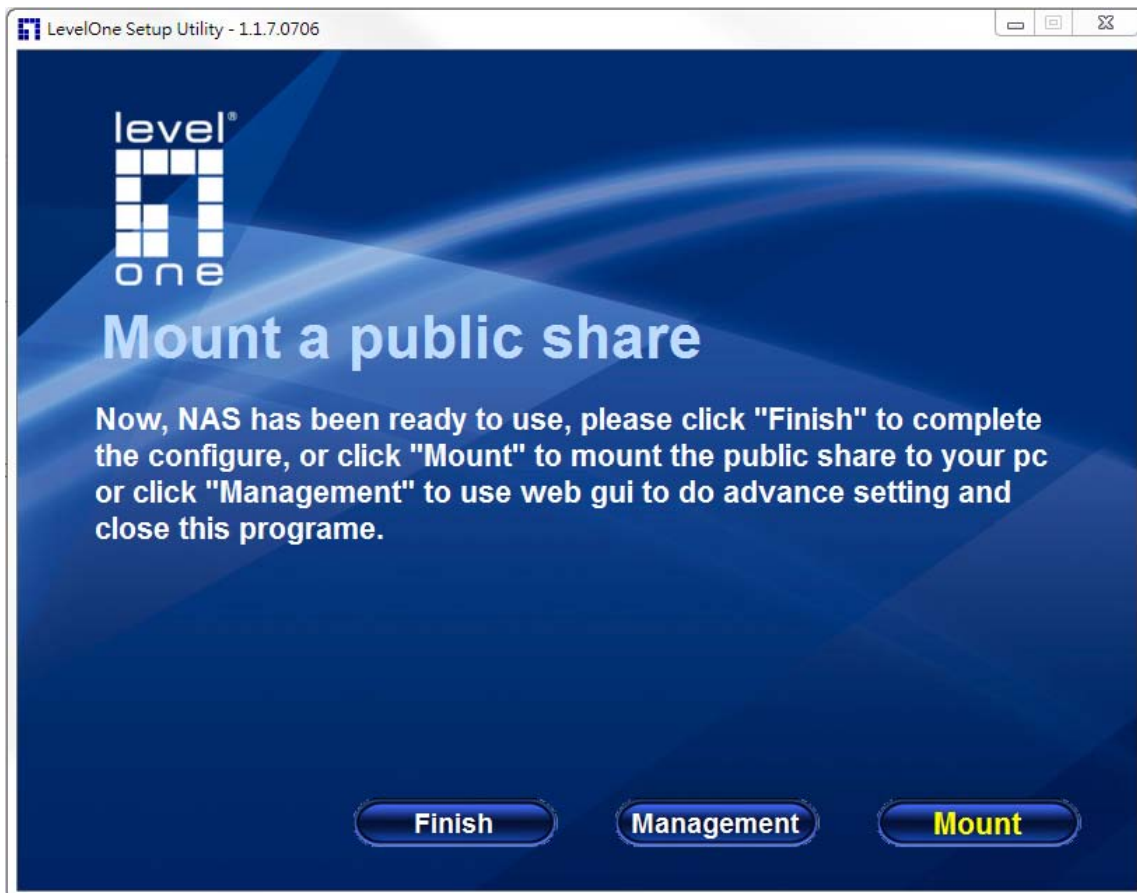 LevelOne Setup Utility - 1.1.7.0706
level®
one
Mount a public share
Now, NAS has been ready to use, please click "Finish" to complete
the configure, or click "Mount" to mount the public share to your pc
or click "Management" to use web gui to do advance setting and
close this programe.
Finish Management Mount